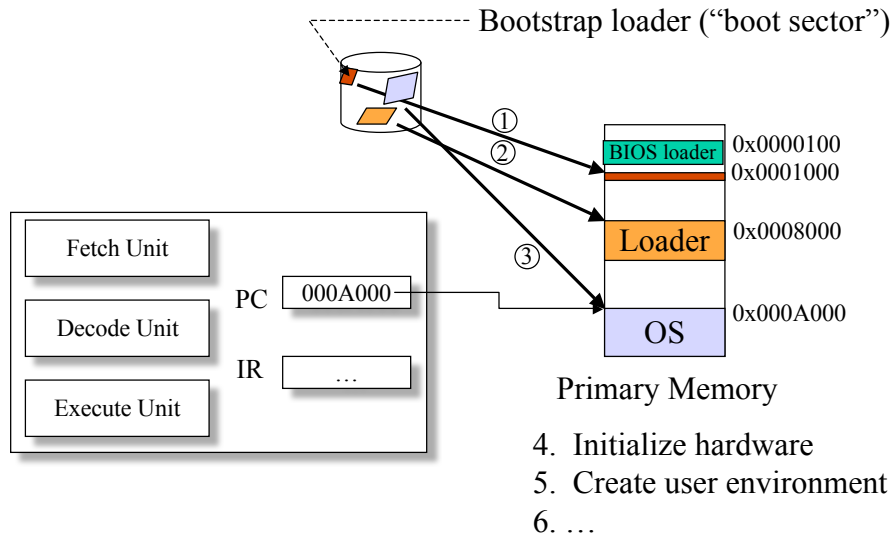 Bootstrap loader (“boot sector”)
①
②
③
BIOS loader
0x0000100
0x0001000
Loader
0x0008000
OS
0x000A000
Primary Memory
Fetch Unit
Decode Unit
Execute Unit
PC
000A000
IR
…
4. Initialize hardware
5. Create user environment
6. …